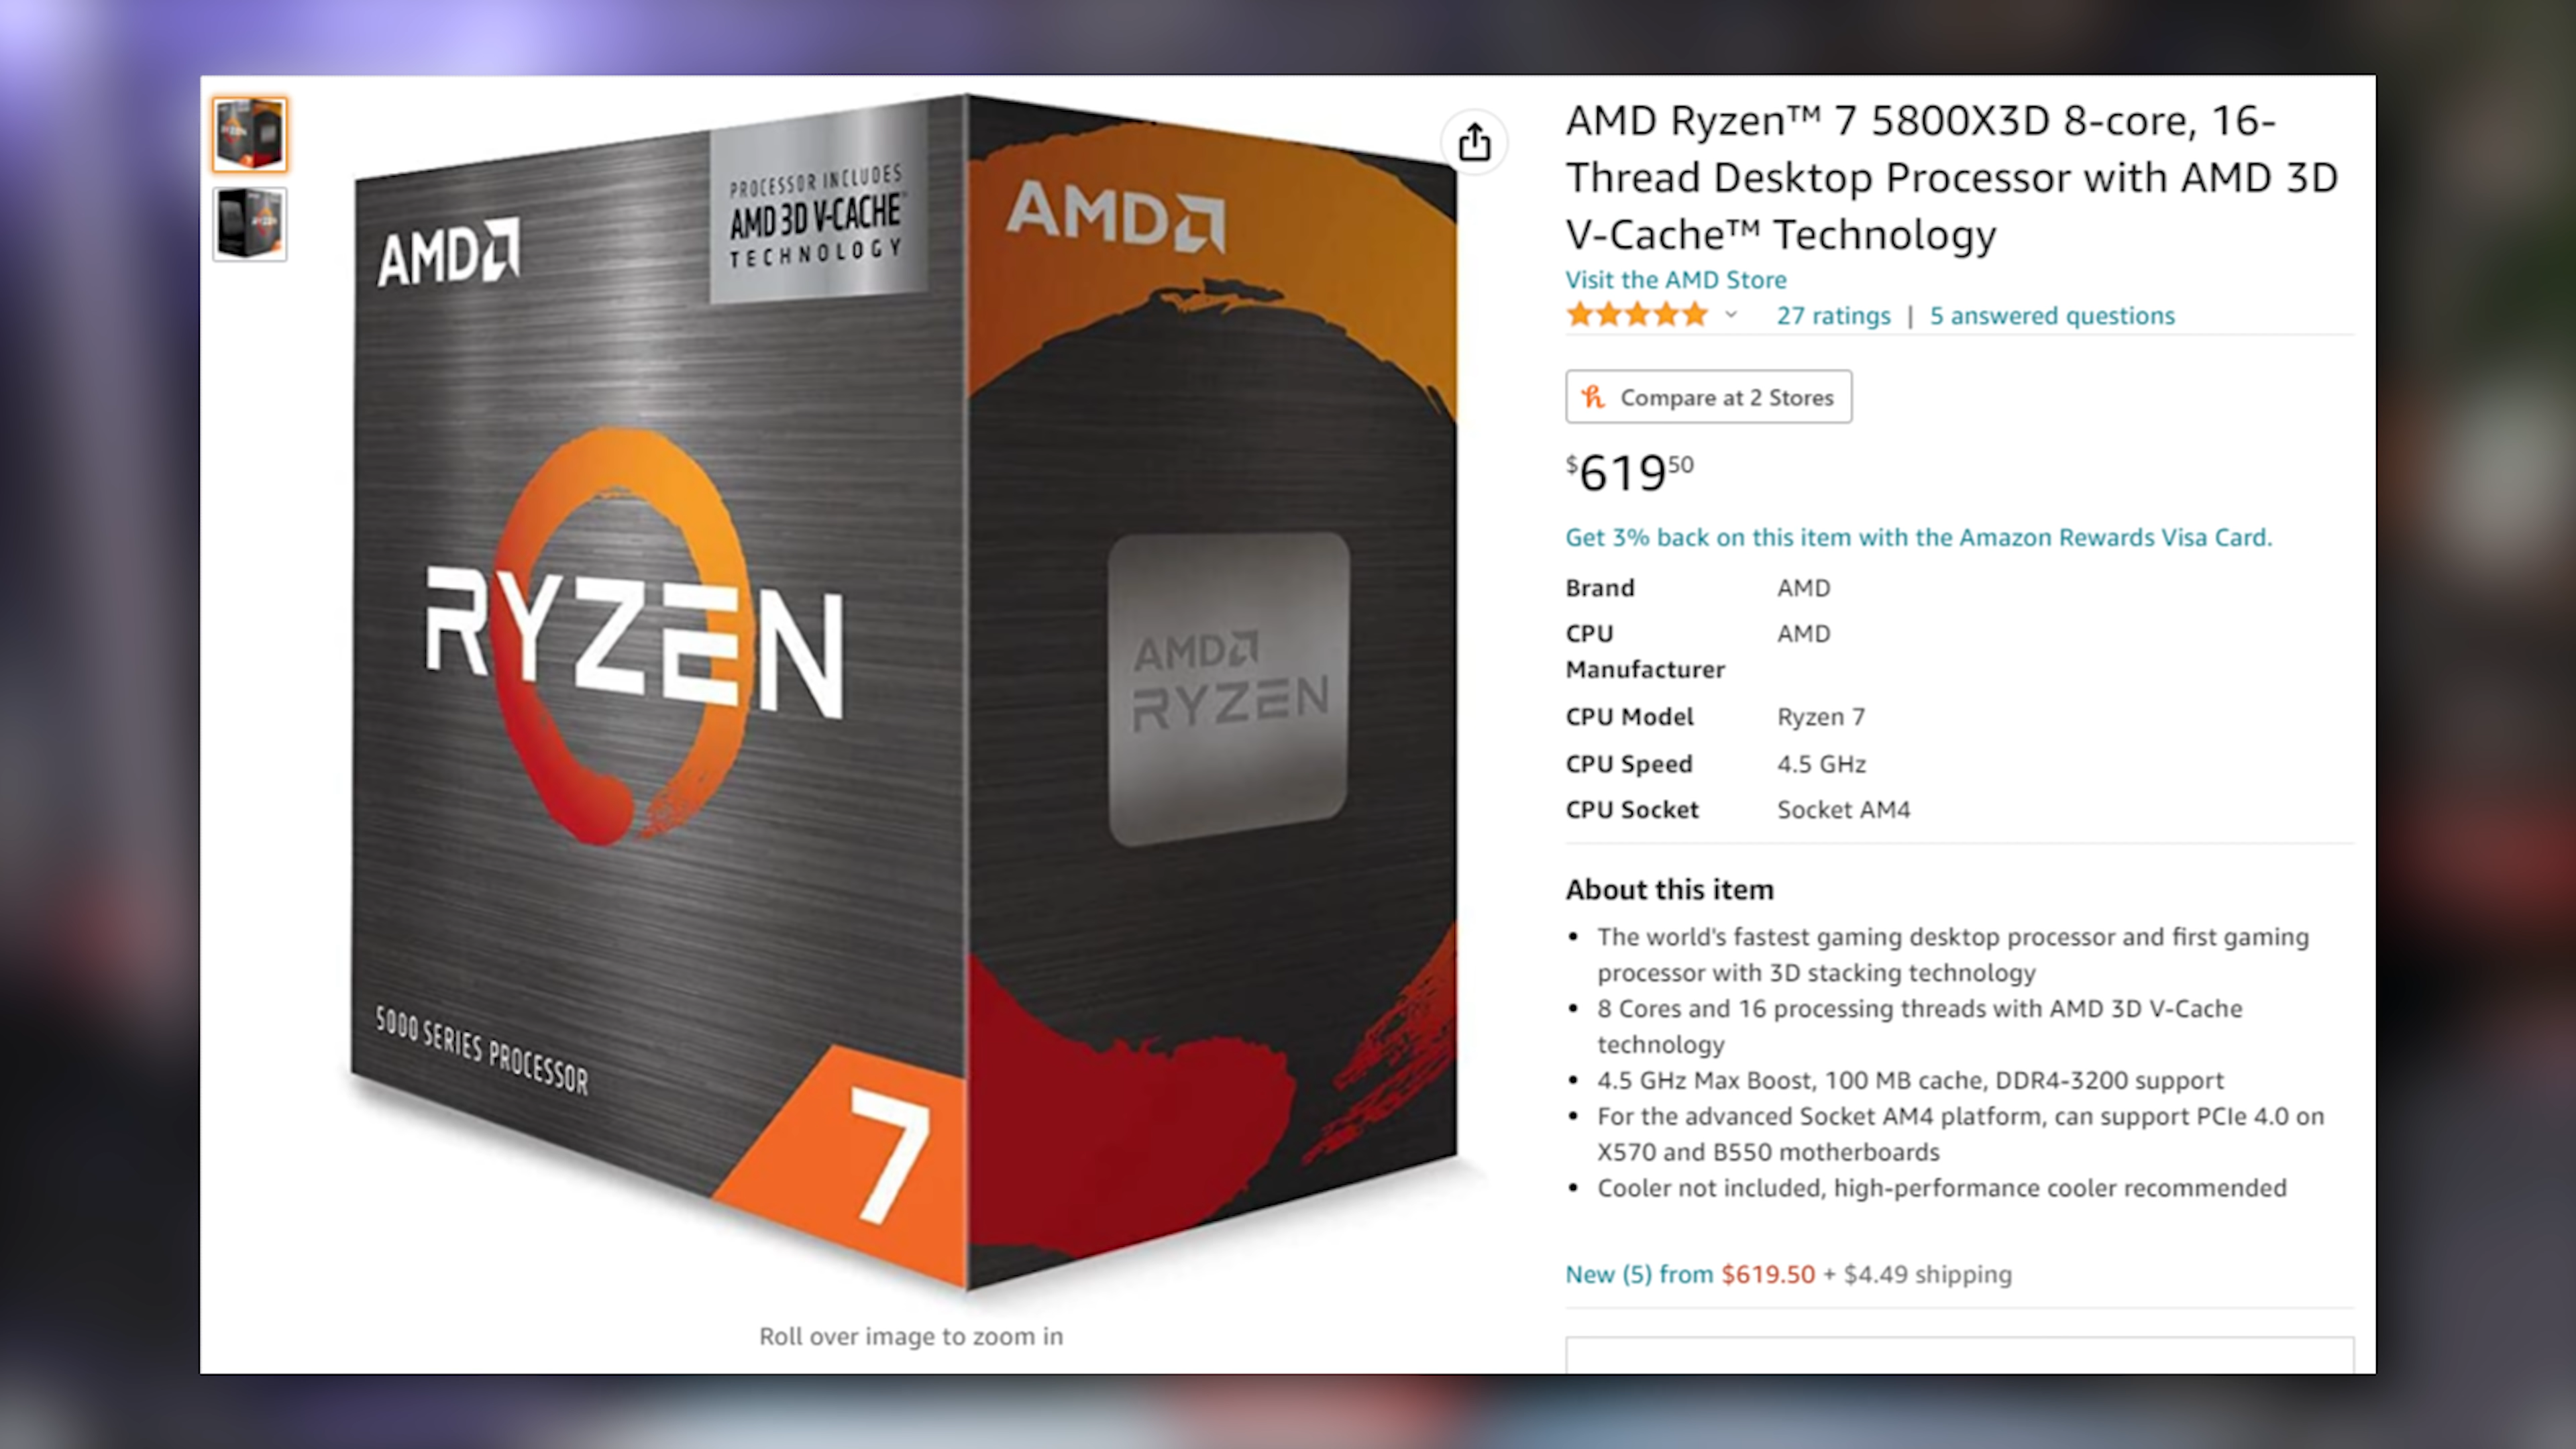 PROCESSOR INCLUDES
AMD 3D V-CACHE™
TECHNOLOGY
AMD
AMD
RYZEN
AMD
RYZEN
5000 SERIES PROCESSOR
7
Roll over image to zoom in
AMD Ryzen™ 7 5800X3D 8-core, 16-
Thread Desktop Processor with AMD 3D
V-Cache™ Technology
Visit the AMD Store
27 ratings | 5 answered questions
Compare at 2 Stores
$619.50
Get 3% back on this item with the Amazon Rewards Visa Card.
Brand AMD
CPU Manufacturer AMD
CPU Model Ryzen 7
CPU Speed 4.5 GHz
CPU Socket Socket AM4
About this item
• The world's fastest gaming desktop processor and first gaming
processor with 3D stacking technology
• 8 Cores and 16 processing threads with AMD 3D V-Cache
technology
• 4.5 GHz Max Boost, 100 MB cache, DDR4-3200 support
• For the advanced Socket AM4 platform, can support PCIe 4.0 on
X570 and B550 motherboards
• Cooler not included, high-performance cooler recommended
New (5) from $619.50 + $4.49 shipping